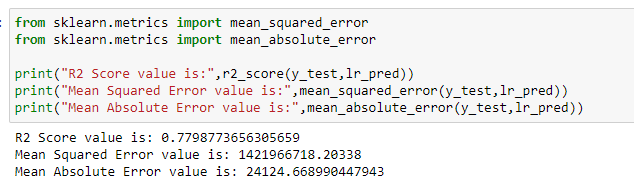 from sklearn.metrics import mean_squared_error
from sklearn.metrics import mean_absolute_error
print("R2 Score value is:",r2_score(y_test,lr_pred))
print("Mean Squared Error value is:",mean_squared_error(y_test,lr_pred))
print("Mean Absolute Error value is:",mean_absolute_error(y_test,lr_pred))
R2 Score value is: 0.7798773656305659
Mean Squared Error value is: 1421966718.20338
Mean Absolute Error value is: 24124.668990447943